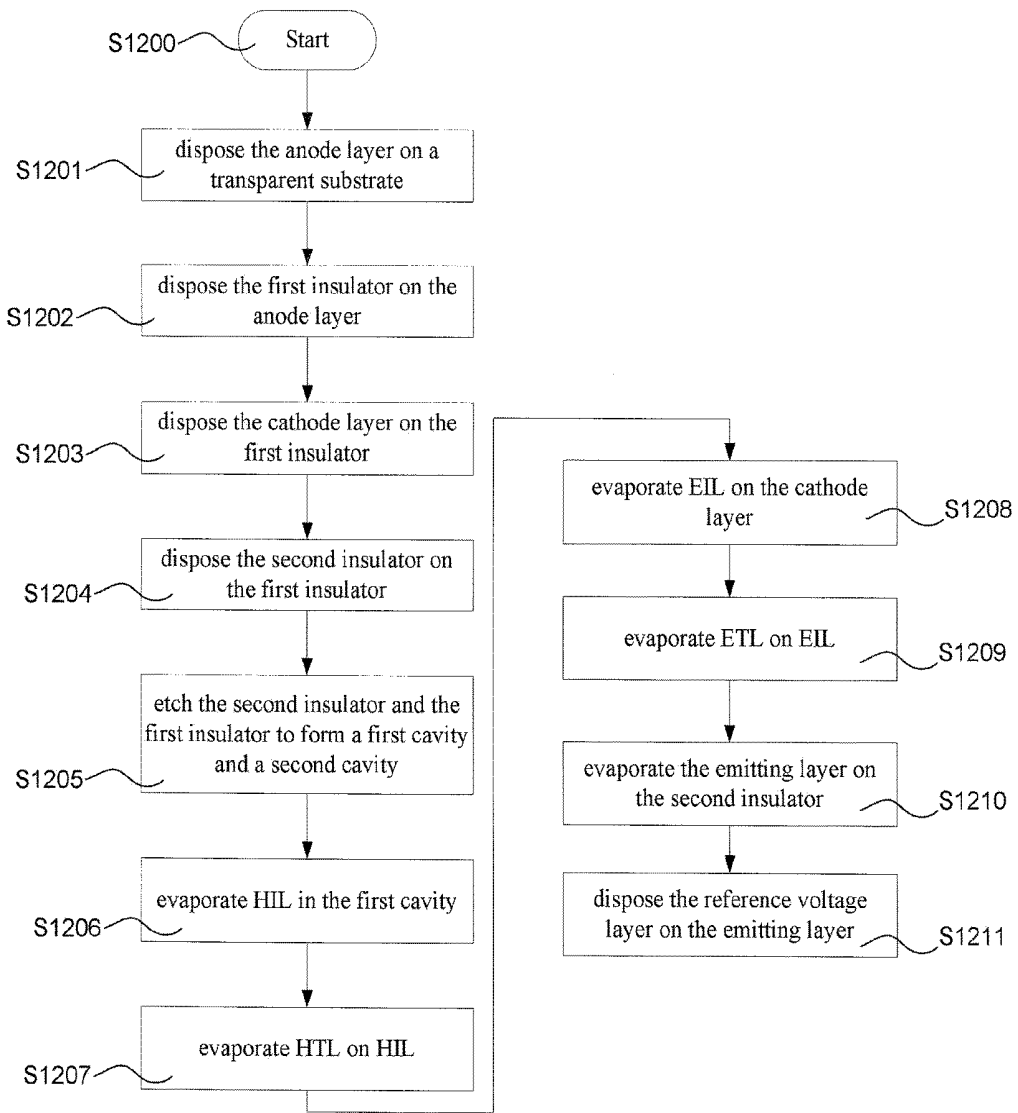 S1200
Start
S1201
dispose the anode layer on a
transparent substrate
S1202
dispose the first insulator on the
anode layer
S1203
dispose the cathode layer on the
first insulator
S1204
dispose the second insulator on
the first insulator
S1205
etch the second insulator and the
first insulator to form a first cavity
and a second cavity
S1206
evaporate HIL in the first cavity
S1207
evaporate HTL on HIL
evaporate EIL on the cathode
layer
S1208
evaporate ETL on EIL
S1209
evaporate the emitting layer on
the second insulator
S1210
dispose the reference voltage
layer on the emitting layer
S1211